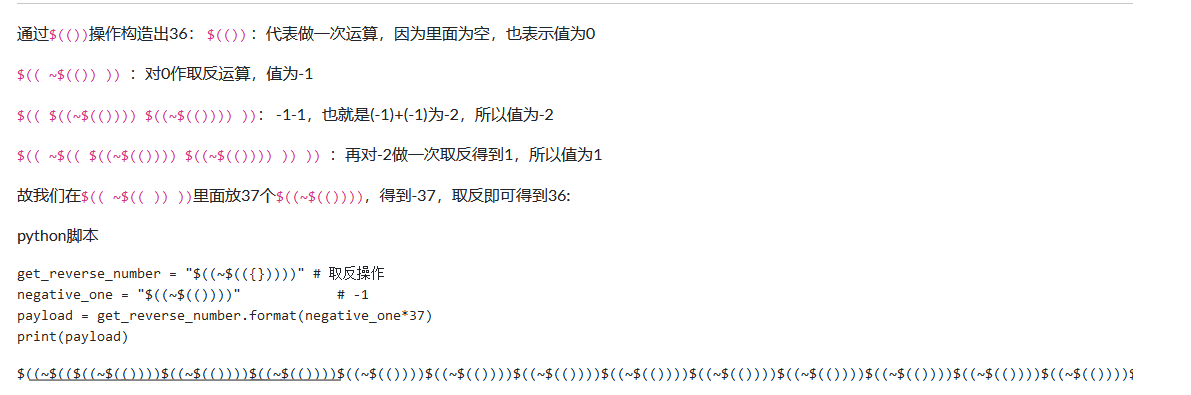 通过$(())操作构造出36： $(()) ：代表做一次运算，因为里面为空，也表示值为0
$(( ~$(()) )) ：对0作取反运算，值为-1
$(( $((~$(()))) $((~$(()))) ))： -1-1，也就是(-1)+(-1)为-2，所以值为-2
$(( ~$(( $((~$(()))) $((~$(()))) )) )) ：再对-2做一次取反得到1，所以值为1
故我们在$(( ~$(( )) ))里面放37个$((~$(())))，得到-37，取反即可得到36:
python脚本
get_reverse_number = "$((~$(({}))))" # 取反操作
negative_one = "$((~$(())))" # -1
payload = get_reverse_number.format(negative_one*37)
print(payload)
$((~$(($((~$(())))$((~$(())))$((~$(())))$((~$(())))$((~$(())))$((~$(())))$((~$(())))$((~$(())))$((~$(())))$((~$(())))$((~$(())))$((~$(())))$